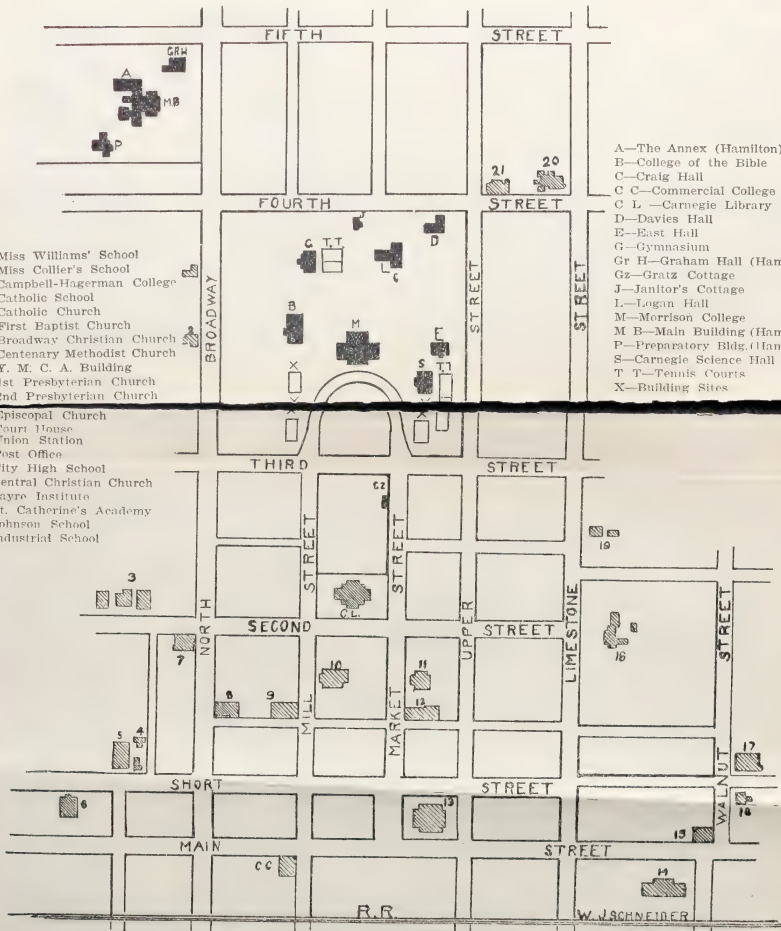 FIFTH STREET
GR.H
A
M.B
P
21
20
FOURTH STREET
A—The Annex (Hamilton)
B—College of the Bible
C—Craig Hall
C C—Commercial College
C L —Carnegie Library
D—Davies Hall
E—East Hall
G—Gymnasium
Gr H—Graham Hall (Ham
Gz—Gratz Cottage
J—Janitor's Cottage
L—Logan Hall
M—Morrison College
M B—Main Building (Ham
P—Preparatory Bldg. (Ham
S—Carnegie Science Hall
T T—Tennis Courts
X—Building Sites
Miss Williams' School
Miss Collier's School
Campbell-Hagerman College
Catholic School
Catholic Church
First Baptist Church
Broadway Christian Church
Centenary Methodist Church
Y. M. C. A. Building
1st Presbyterian Church
2nd Presbyterian Church
Episcopal Church
Court House
Union Station
Post Office
City High School
Central Christian Church
Sayre Institute
St. Catherine's Academy
Johnson School
Industrial School
J
D
G
T.T.
L
BROADWAY
STREET
STREET
B
M
E
S
T.T
X
X
X
X
THIRD STREET
GZ
STREET
STREET
19
3
C.L.
NORTH
SECOND STREET
UPPER
LIMESTONE
STREET
16
7
10
11
8
9
12
MILL
MARKET
5
4
17
WALNUT
SHORT STREET
6
13
18
15
MAIN STREET
C C
14
R.R.
W. J SCHNEIDER